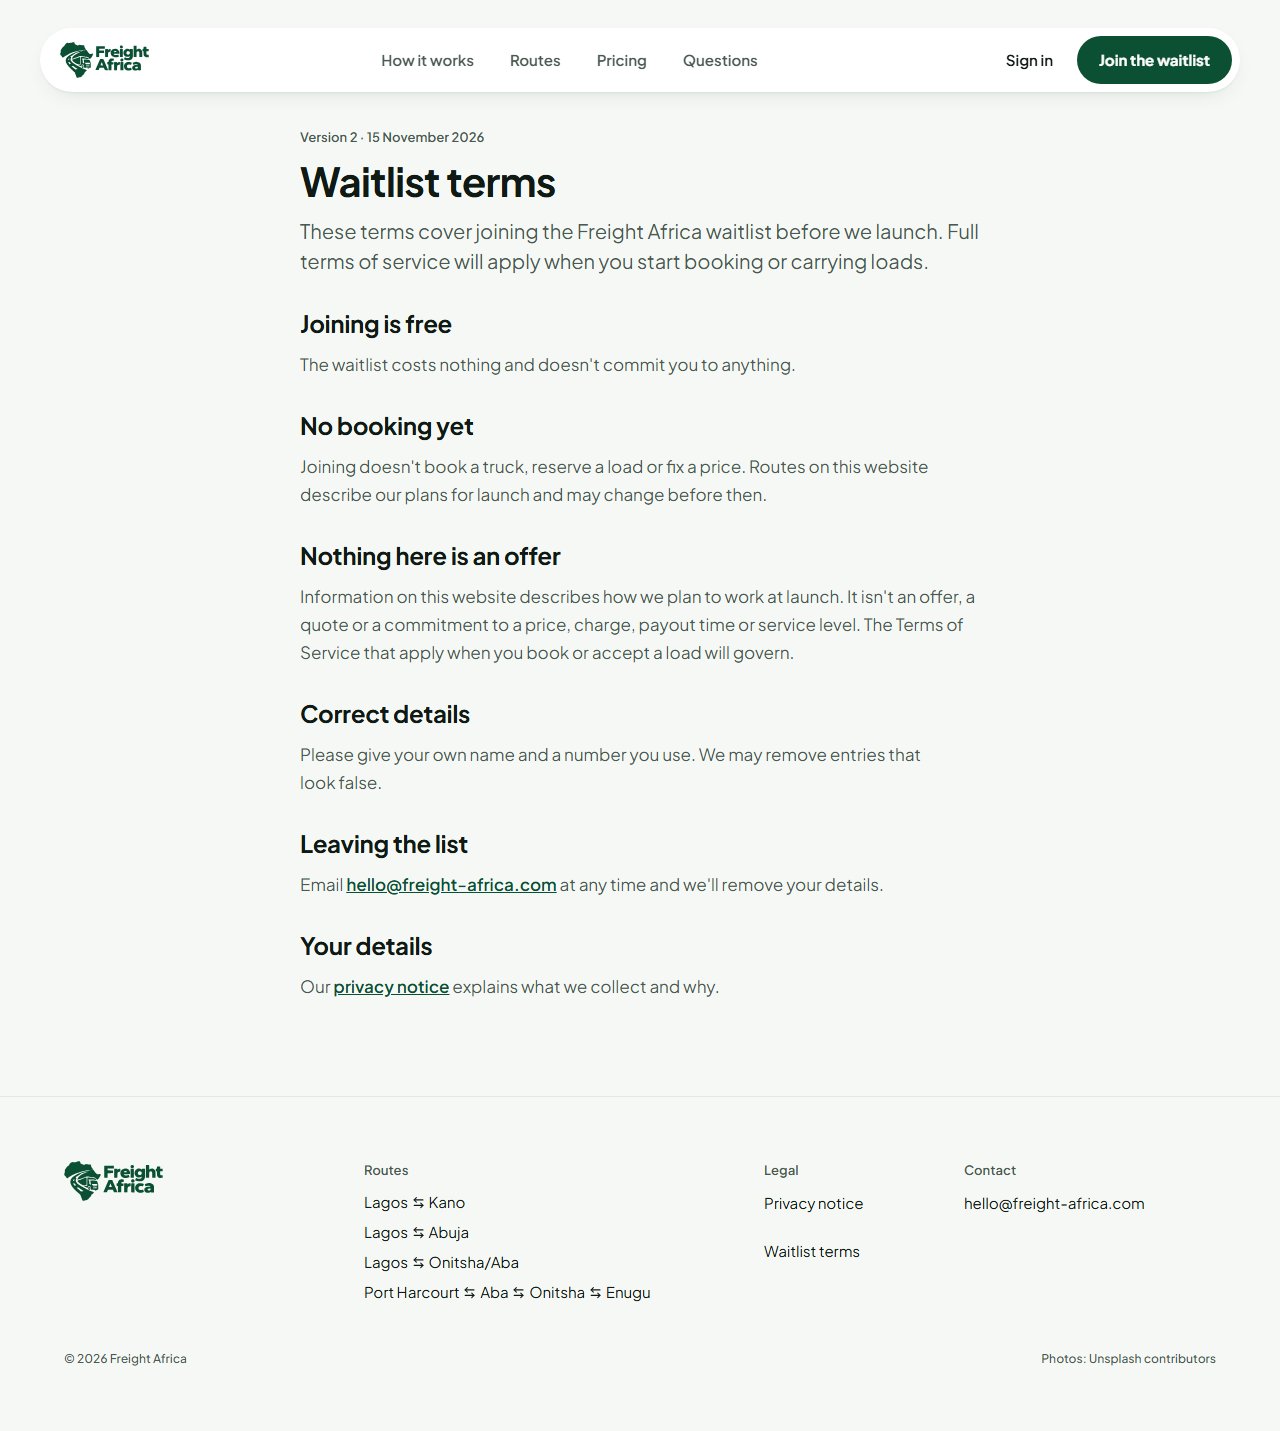 Freight
Africa
How it works
Routes
Pricing
Questions
Sign in
Join the waitlist
Version 2 · 15 November 2026
Waitlist terms
These terms cover joining the Freight Africa waitlist before we launch. Full
terms of service will apply when you start booking or carrying loads.
Joining is free
The waitlist costs nothing and doesn't commit you to anything.
No booking yet
Joining doesn't book a truck, reserve a load or fix a price. Routes on this website
describe our plans for launch and may change before then.
Nothing here is an offer
Information on this website describes how we plan to work at launch. It isn't an offer, a
quote or a commitment to a price, charge, payout time or service level. The Terms of
Service that apply when you book or accept a load will govern.
Correct details
Please give your own name and a number you use. We may remove entries that
look false.
Leaving the list
Email hello@freight-africa.com at any time and we'll remove your details.
Your details
Our privacy notice explains what we collect and why.
Freight
Africa
Routes
Lagos ⇆ Kano
Lagos ⇆ Abuja
Lagos ⇆ Onitsha/Aba
Port Harcourt ⇆ Aba ⇆ Onitsha ⇆ Enugu
Legal
Privacy notice
Waitlist terms
Contact
hello@freight-africa.com
© 2026 Freight Africa
Photos: Unsplash contributors